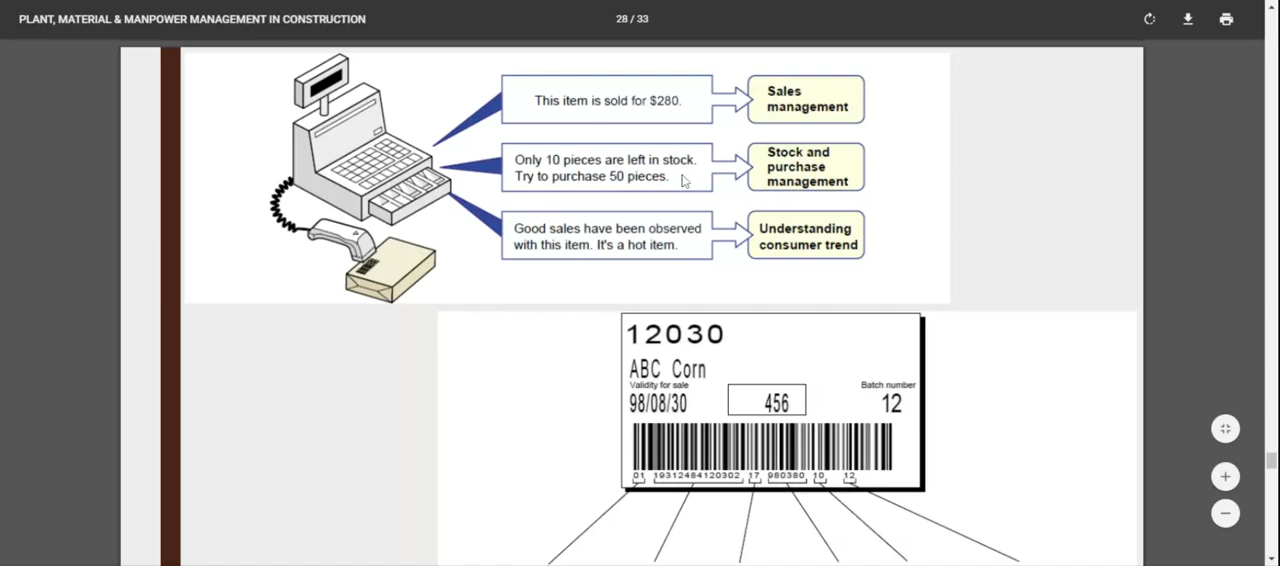 PLANT, MATERIAL & MANPOWER MANAGEMENT IN CONSTRUCTION
28 / 33
This item is sold for $280.
Sales
management
Only 10 pieces are left in stock.
Try to purchase 50 pieces.
Stock and
purchase
management
Good sales have been observed
with this item. It's a hot item.
Understanding
consumer trend
12030
ABC Corn
Validity for sale
Batch number
98/08/30
456
12
01 19312484120302 17 980380 10 12